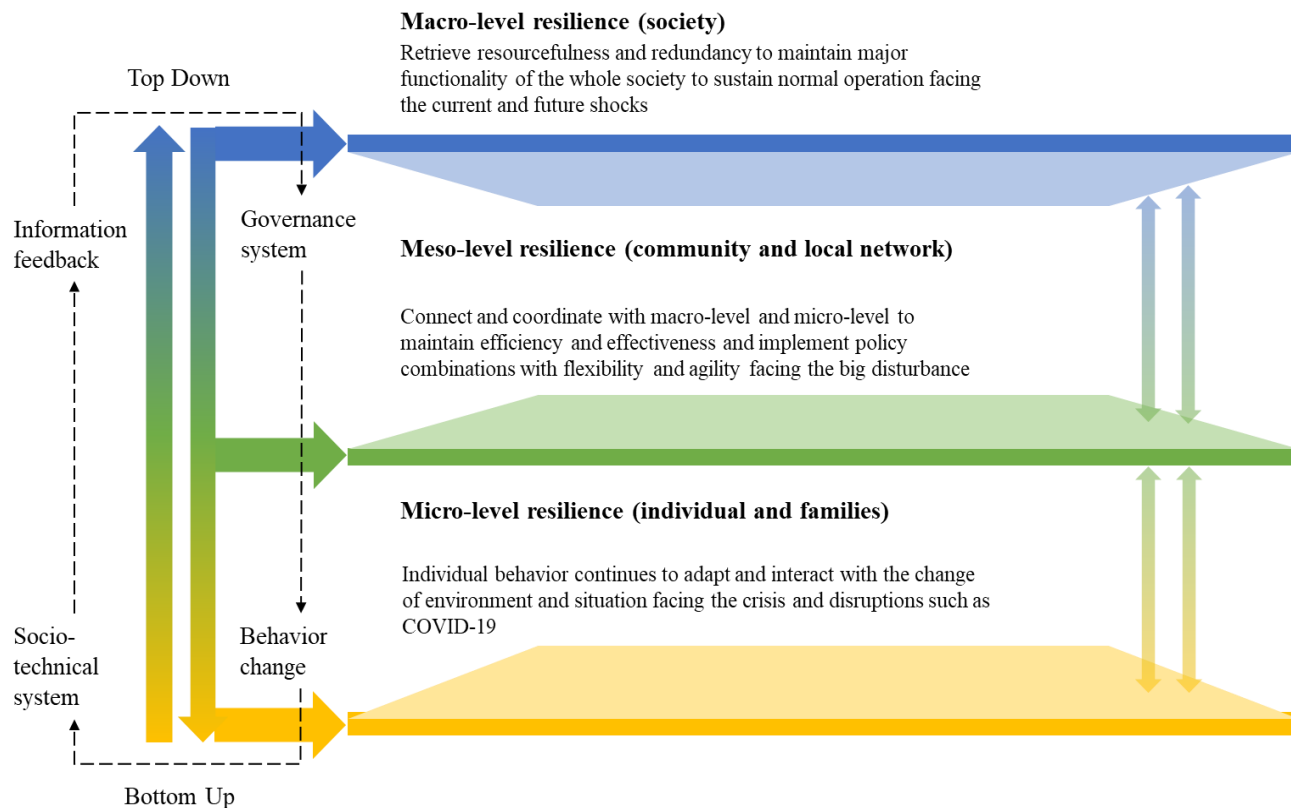 Macro-level resilience (society)
Retrieve resourcefulness and redundancy to maintain major
functionality of the whole society to sustain normal operation facing
the current and future shocks
Top Down
Information
feedback
Governance
system
Meso-level resilience (community and local network)
Connect and coordinate with macro-level and micro-level to
maintain efficiency and effectiveness and implement policy
combinations with flexibility and agility facing the big disturbance
Micro-level resilience (individual and families)
Individual behavior continues to adapt and interact with the change
of environment and situation facing the crisis and disruptions such as
COVID-19
Socio-
technical
system
Behavior
change
Bottom Up